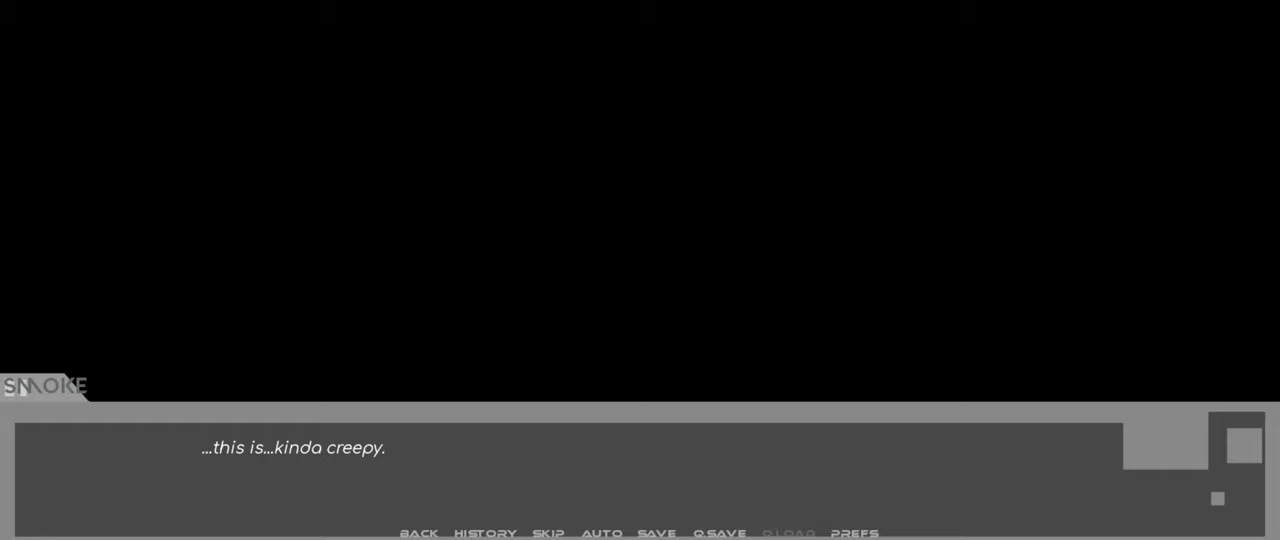 SMOKE
...this is...kinda creepy.
BACK HISTORY SKIP AUTO SAVE Q.SAVE Q.LOAD PREFS